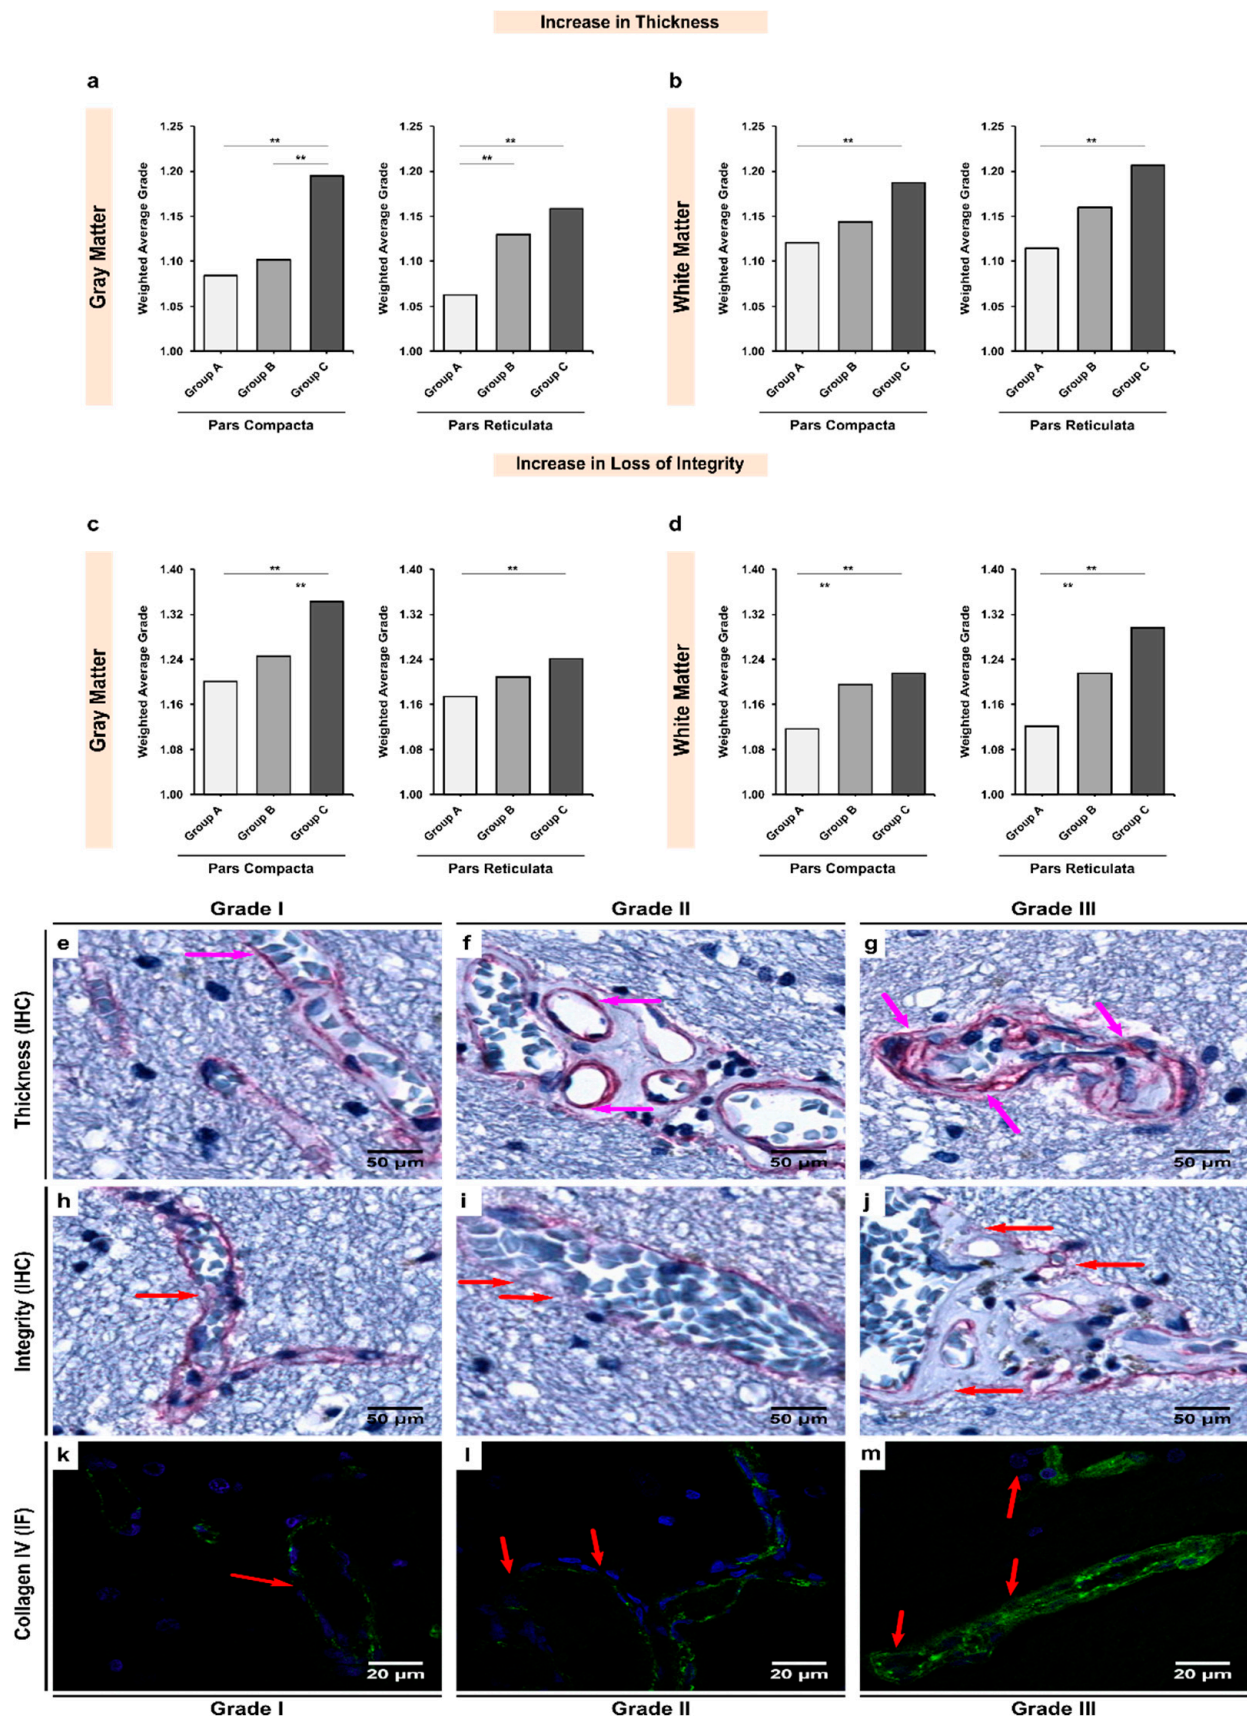 Increase in Thickness
a
b
Gray Matter
Weighted Average Grade
1.25
1.20
1.15
1.10
1.05
1.00
**
**
Group A
Group B
Group C
Pars Compacta
Weighted Average Grade
1.25
1.20
1.15
1.10
1.05
1.00
**
**
Group A
Group B
Group C
Pars Reticulata
White Matter
Weighted Average Grade
1.25
1.20
1.15
1.10
1.05
1.00
**
Group A
Group B
Group C
Pars Compacta
Weighted Average Grade
1.25
1.20
1.15
1.10
1.05
1.00
**
Group A
Group B
Group C
Pars Reticulata
Increase in Loss of Integrity
c
d
Gray Matter
Weighted Average Grade
1.40
1.32
1.24
1.16
1.08
1.00
**
**
Group A
Group B
Group C
Pars Compacta
Weighted Average Grade
1.40
1.32
1.24
1.16
1.08
1.00
**
Group A
Group B
Group C
Pars Reticulata
White Matter
Weighted Average Grade
1.40
1.32
1.24
1.16
1.08
1.00
**
**
Group A
Group B
Group C
Pars Compacta
Weighted Average Grade
1.40
1.32
1.24
1.16
1.08
1.00
**
**
Group A
Group B
Group C
Pars Reticulata
Grade I
Grade II
Grade III
Thickness (IHC)
e
50 µm
f
50 µm
g
50 µm
Integrity (IHC)
h
50 µm
i
50 µm
j
50 µm
Collagen IV (IF)
k
20 µm
l
20 µm
m
20 µm
Grade I
Grade II
Grade III